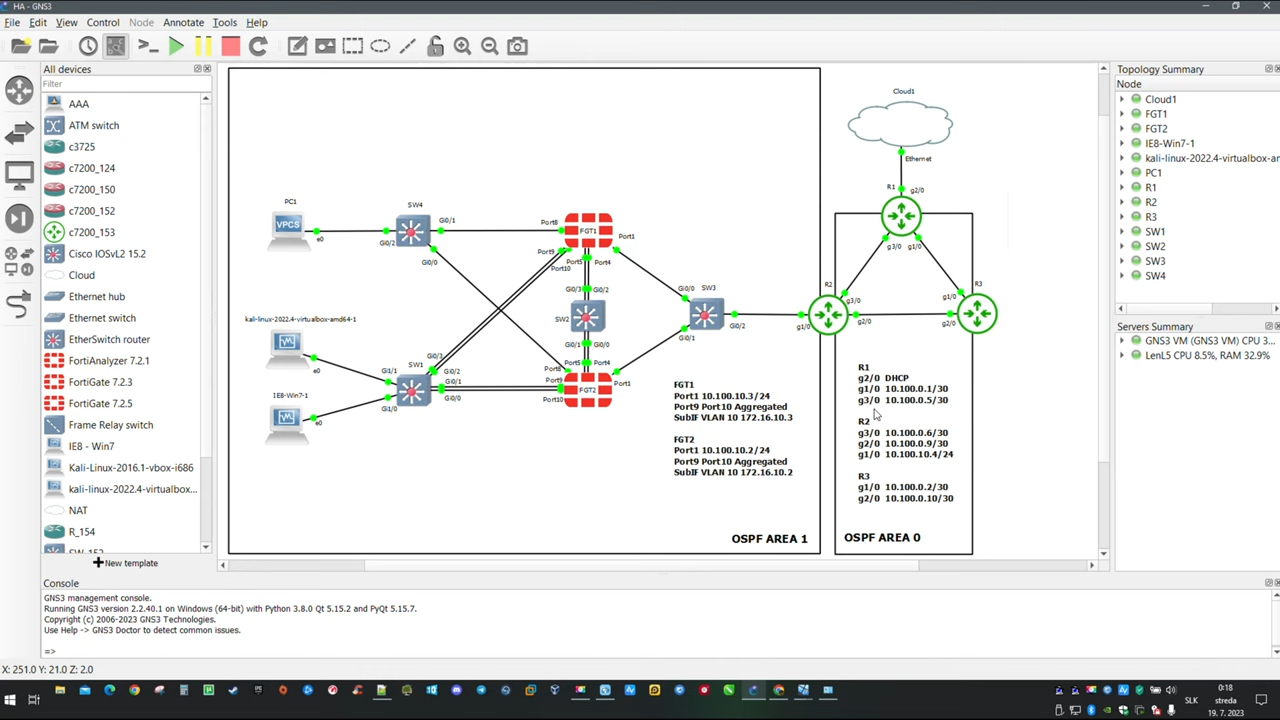 HA - GNS3
File Edit View Control Node Annotate Tools Help
All devices
Filter
AAA
ATM switch
c3725
c7200_124
c7200_150
c7200_152
c7200_153
Cisco IOSvL2 15.2
Cloud
Ethernet hub
Ethernet switch
EtherSwitch router
FortiAnalyzer 7.2.1
FortiGate 7.2.3
FortiGate 7.2.5
Frame Relay switch
IE8 - Win7
Kali-Linux-2016.1-vbox-i686
kali-linux-2022.4-virtualbox...
NAT
R_154
New template
Cloud1
Ethernet
R1
g2/0
g3/0
g1/0
R2
g3/0
g1/0
g2/0
R3
g1/0
g2/0
PC1
VPCS
e0
SW4
Gi0/1
Gi0/2
Gi0/0
Port8
FGT1
Port1
Port9
Port10
Port5
Port4
Gi0/3
Gi0/2
SW2
Gi0/1
Gi0/0
SW3
Gi0/0
Gi0/2
Gi0/1
kali-linux-2022.4-virtualbox-amd64-1
e0
SW1
Gi0/3
Gi0/2
Gi1/1
Gi0/1
Gi0/0
Gi1/0
IE8-Win7-1
e0
Port5
Port4
Port8
Port9
Port10
FGT2
Port1
FGT1
Port1 10.100.10.3/24
Port9 Port10 Aggregated
SubIF VLAN 10 172.16.10.3
FGT2
Port1 10.100.10.2/24
Port9 Port10 Aggregated
SubIF VLAN 10 172.16.10.2
OSPF AREA 1
R1
g2/0 DHCP
g1/0 10.100.0.1/30
g3/0 10.100.0.5/30
R2
g3/0 10.100.0.6/30
g2/0 10.100.0.9/30
g1/0 10.100.10.4/24
R3
g1/0 10.100.0.2/30
g2/0 10.100.0.10/30
OSPF AREA 0
Topology Summary
Node
Cloud1
FGT1
FGT2
IE8-Win7-1
kali-linux-2022.4-virtualbox-a
PC1
R1
R2
R3
SW1
SW2
SW3
SW4
Servers Summary
GNS3 VM (GNS3 VM) CPU 3...
LenL5 CPU 8.5%, RAM 32.9%
Console
GNS3 management console.
Running GNS3 version 2.2.40.1 on Windows (64-bit) with Python 3.8.0 Qt 5.15.2 and PyQt 5.15.7.
Copyright (c) 2006-2023 GNS3 Technologies.
Use Help -> GNS3 Doctor to detect common issues.
=>
X: 251.0 Y: 21.0 Z: 2.0
SLK
0:18
streda
19. 7. 2023